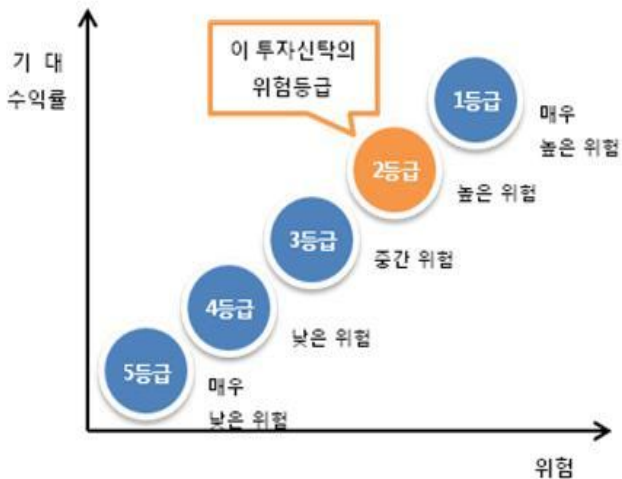 기 대
수익률
이 투자신탁의
위험등급
1등급
매우
높은 위험
2등급
높은 위험
3등급
중간 위험
4등급
낮은 위험
5등급
매우
낮은 위험
위험